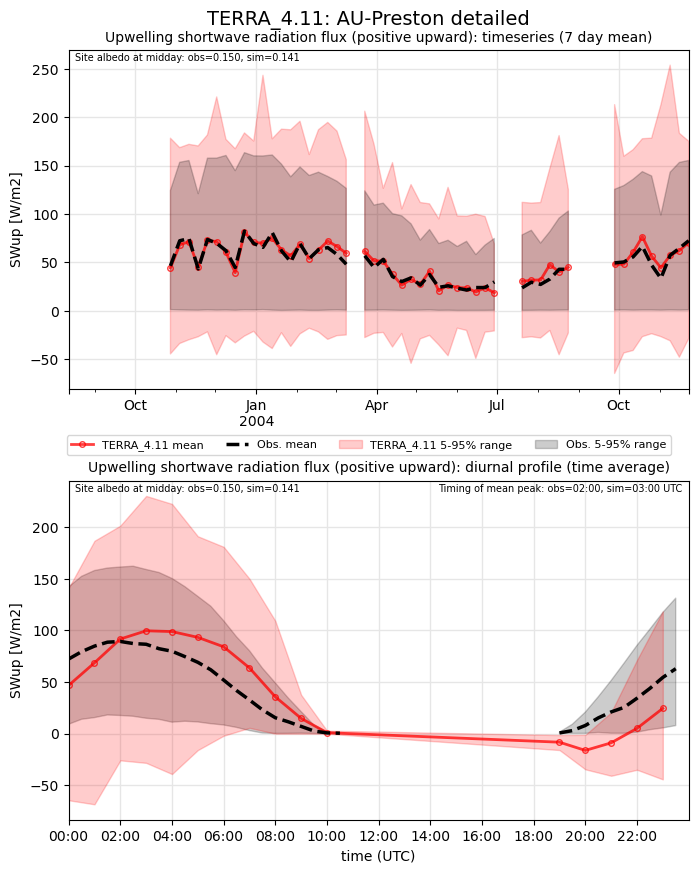 TERRA_4.11: AU-Preston detailed
Upwelling shortwave radiation flux (positive upward): timeseries (7 day mean)
Site albedo at midday: obs=0.150, sim=0.141
250
200
150
100
50
0
−50
SWup [W/m2]
Oct Jan Apr Jul Oct
2004
TERRA_4.11 mean Obs. mean TERRA_4.11 5-95% range Obs. 5-95% range
Upwelling shortwave radiation flux (positive upward): diurnal profile (time average)
Site albedo at midday: obs=0.150, sim=0.141 Timing of mean peak: obs=02:00, sim=03:00 UTC
200
150
100
50
0
−50
SWup [W/m2]
00:00 02:00 04:00 06:00 08:00 10:00 12:00 14:00 16:00 18:00 20:00 22:00
time (UTC)